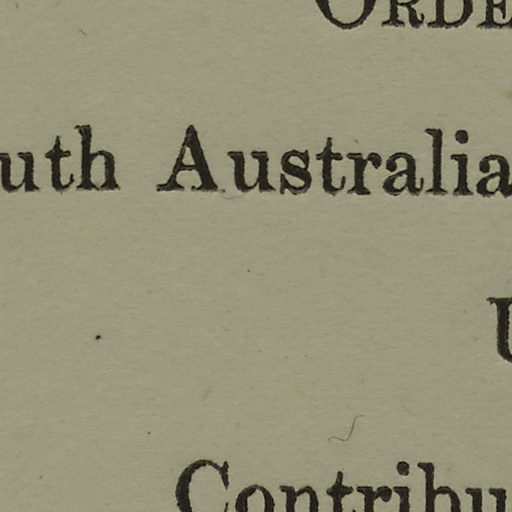 ORDE
uth Australia
U
Contribu